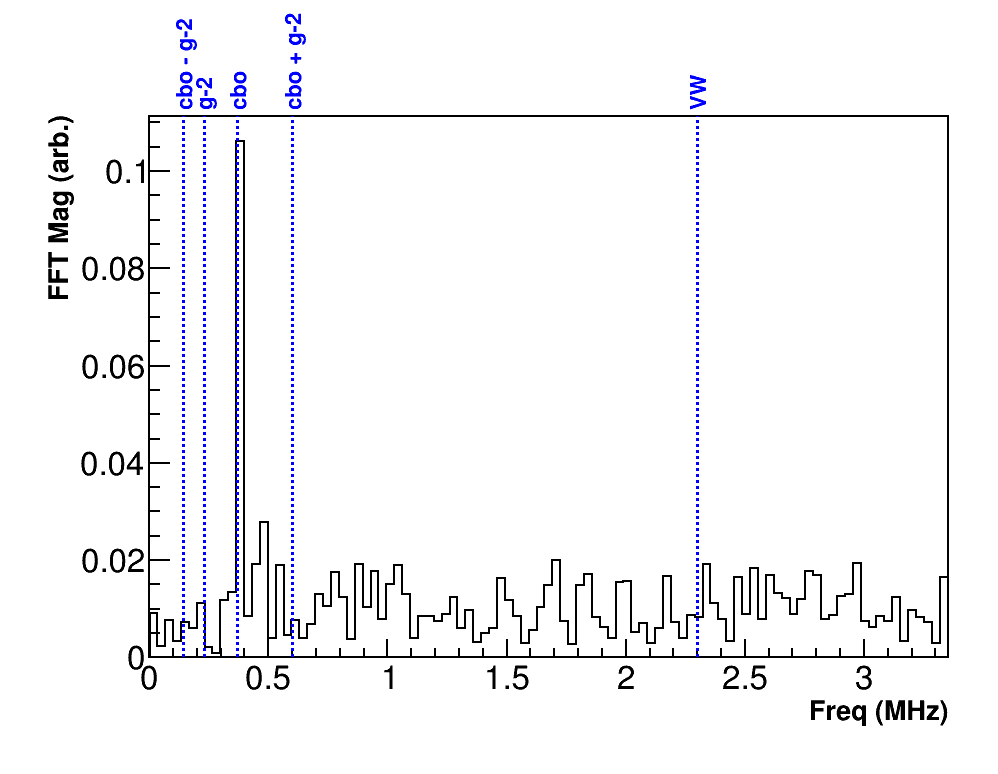 cbo - g-2
g-2
cbo
cbo + g-2
VW
FFT Mag (arb.)
0.1
0.08
0.06
0.04
0.02
0
0 0.5 1 1.5 2 2.5 3
Freq (MHz)